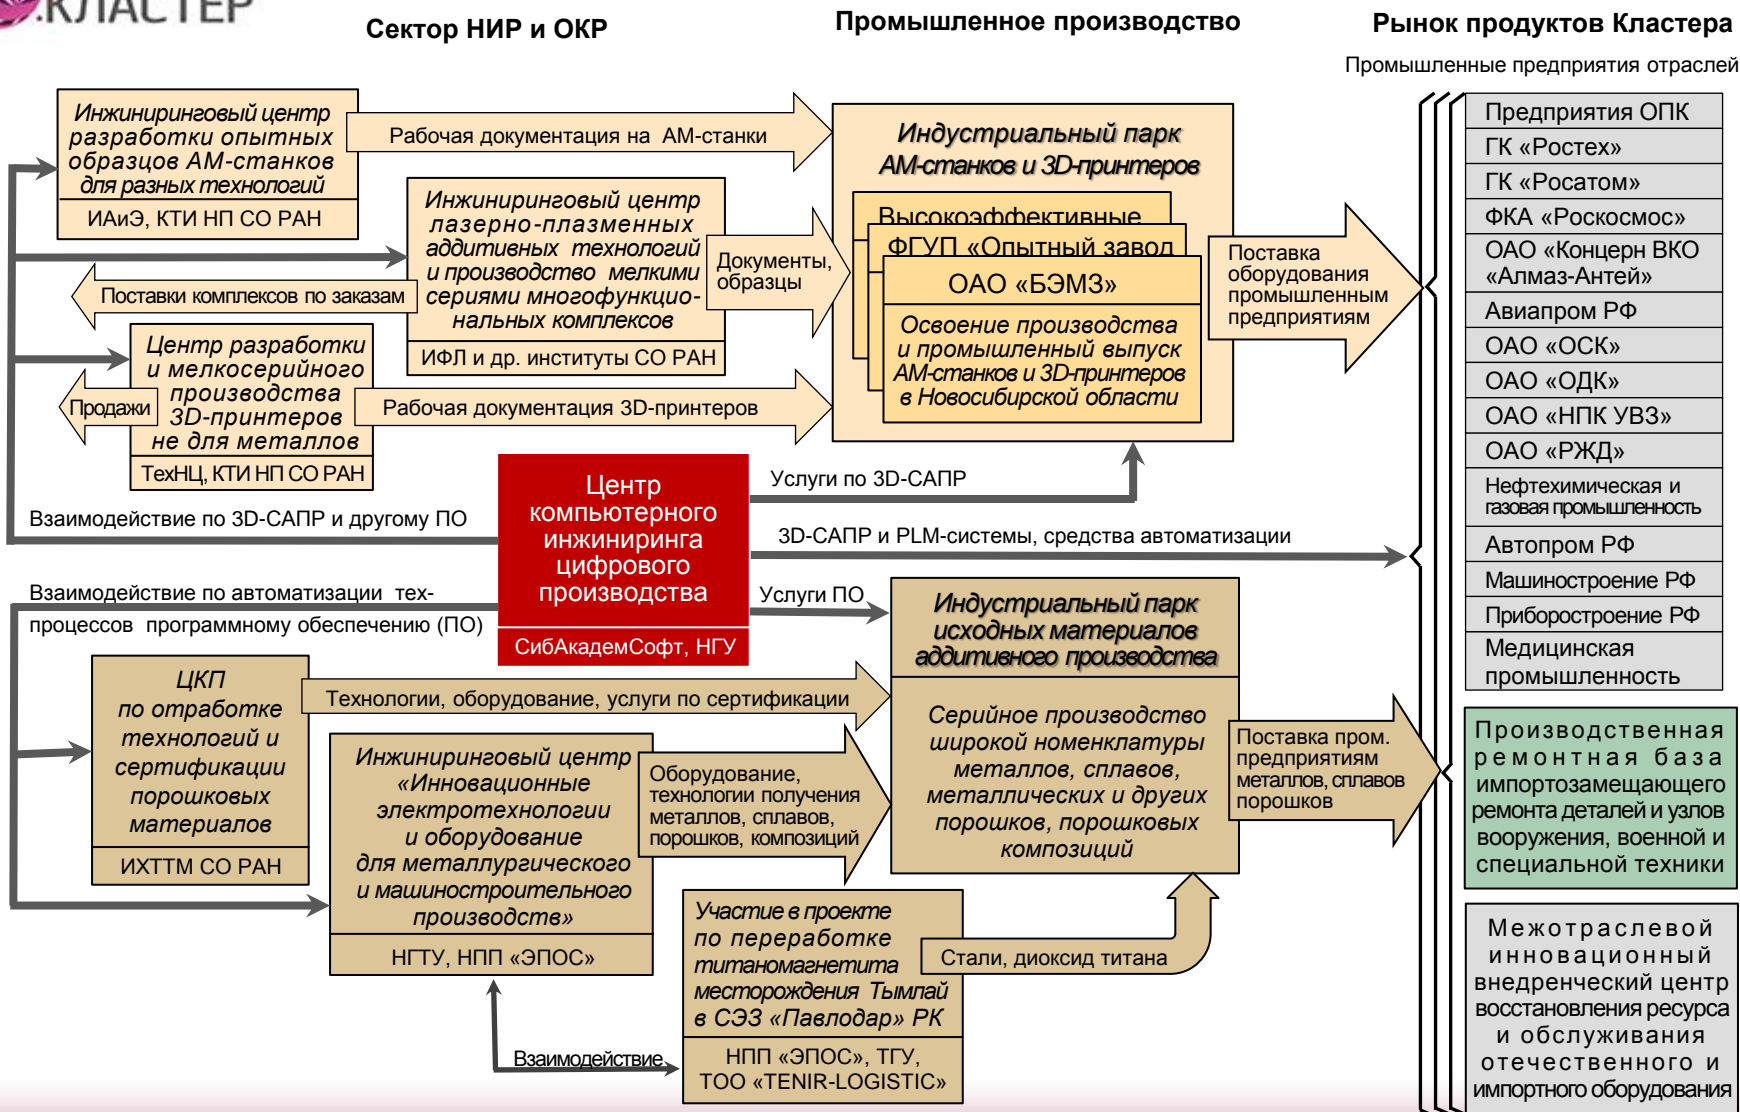 КЛАСТЕР
Сектор НИР и ОКР
Промышленное производство
Рынок продуктов Кластера
Промышленные предприятия отраслей
Инжиниринговый центр
разработки опытных
образцов АМ-станков
для разных технологий
ИАиЭ, КТИ НП СО РАН
Рабочая документация на АМ-станки
Инжиниринговый центр
лазерно-плазменных
аддитивных технологий
и производство мелкими
сериями многофункцио-
нальных комплексов
ИФЛ и др. институты СО РАН
Документы,
образцы
Поставки комплексов по заказам
Центр разработки
и мелкосерийного
производства
3D-принтеров
не для металлов
ТехНЦ, КТИ НП СО РАН
Продажи
Рабочая документация 3D-принтеров
Индустриальный парк
АМ-станков и 3D-принтеров
Высокоэффективные
ФГУП «Опытный завод
ОАО «БЭМЗ»
Освоение производства
и промышленный выпуск
АМ-станков и 3D-принтеров
в Новосибирской области
Поставка
оборудования
промышленным
предприятиям
Взаимодействие по 3D-САПР и другому ПО
Центр
компьютерного
инжиниринга
цифрового
производства
СибАкадемСофт, НГУ
Услуги по 3D-САПР
3D-САПР и PLM-системы, средства автоматизации
Услуги ПО
Взаимодействие по автоматизации тех-
процессов программному обеспечению (ПО)
ЦКП
по отработке
технологий и
сертификации
порошковых
материалов
ИХТТМ СО РАН
Технологии, оборудование, услуги по сертификации
Инжиниринговый центр
«Инновационные
электротехнологии
и оборудование
для металлургического
и машиностроительного
производств»
НГТУ, НПП «ЭПОС»
Оборудование,
технологии получения
металлов, сплавов,
порошков, композиций
Индустриальный парк
исходных материалов
аддитивного производства
Серийное производство
широкой номенклатуры
металлов, сплавов,
металлических и других
порошков, порошковых
композиций
Поставка пром.
предприятиям
металлов, сплавов
порошков
Участие в проекте
по переработке
титаномагнетита
месторождения Тымлай
в СЭЗ «Павлодар» РК
НПП «ЭПОС», ТГУ,
ТОО «TENIR-LOGISTIC»
Стали, диоксид титана
Взаимодействие
Предприятия ОПК
ГК «Ростех»
ГК «Росатом»
ФКА «Роскосмос»
ОАО «Концерн ВКО
«Алмаз-Антей»
Авиапром РФ
ОАО «ОСК»
ОАО «ОДК»
ОАО «НПК УВЗ»
ОАО «РЖД»
Нефтехимическая и
газовая промышленность
Автопром РФ
Машиностроение РФ
Приборостроение РФ
Медицинская
промышленность
Производственная
ремонтная база
импортозамещающего
ремонта деталей и узлов
вооружения, военной и
специальной техники
Межотраслевой
инновационный
внедренческий центр
восстановления ресурса
и обслуживания
отечественного и
импортного оборудования